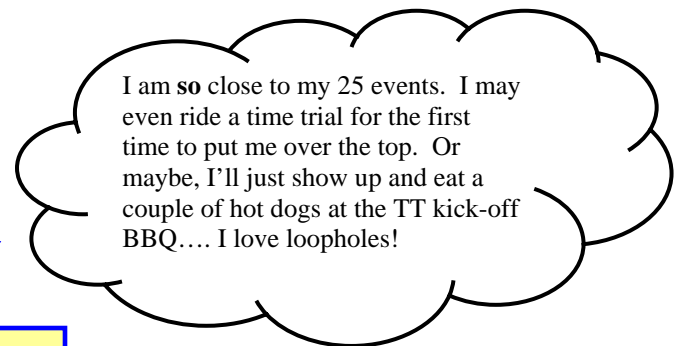 I am so close to my 25 events.  I may
even ride a time trial for the first
time to put me over the top.  Or
maybe, I'll just show up and eat a
couple of hot dogs at the TT kick-off
BBQ…. I love loopholes!